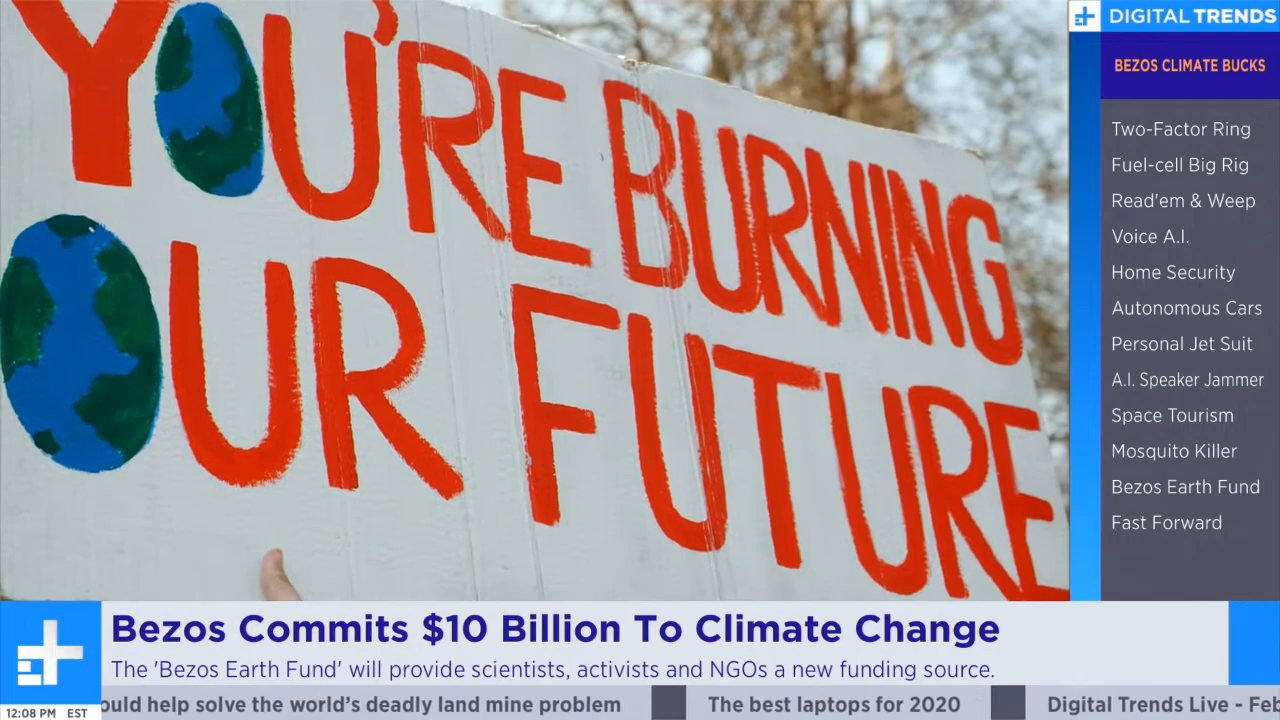 YOU'RE BURNING
OUR FUTURE
DIGITAL TRENDS
BEZOS CLIMATE BUCKS
Two-Factor Ring
Fuel-cell Big Rig
Read'em & Weep
Voice A.I.
Home Security
Autonomous Cars
Personal Jet Suit
A.I. Speaker Jammer
Space Tourism
Mosquito Killer
Bezos Earth Fund
Fast Forward
Bezos Commits $10 Billion To Climate Change
The 'Bezos Earth Fund' will provide scientists, activists and NGOs a new funding source.
ould help solve the world's deadly land mine problem The best laptops for 2020 Digital Trends Live - Feb
12:08 PM EST